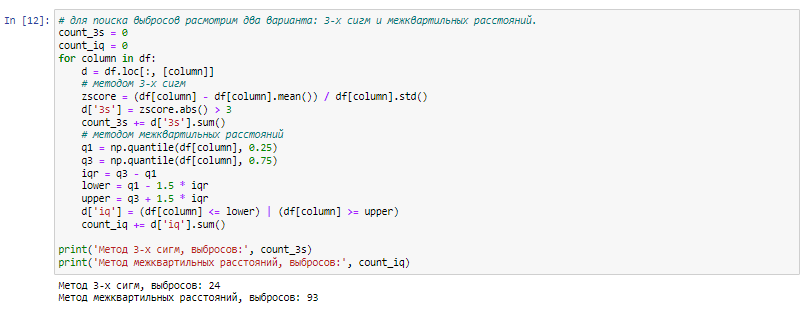 In [12]: # для поиска выбросов расмотрим два варианта: 3-х сигм и межквартильных расстояний.
count_3s = 0
count_iq = 0
for column in df:
    d = df.loc[:, [column]]
    # методом 3-х сигм
    zscore = (df[column] - df[column].mean()) / df[column].std()
    d['3s'] = zscore.abs() > 3
    count_3s += d['3s'].sum()
    # методом межквартильных расстояний
    q1 = np.quantile(df[column], 0.25)
    q3 = np.quantile(df[column], 0.75)
    iqr = q3 - q1
    lower = q1 - 1.5 * iqr
    upper = q3 + 1.5 * iqr
    d['iq'] = (df[column] <= lower) | (df[column] >= upper)
    count_iq += d['iq'].sum()
print('Метод 3-х сигм, выбросов:', count_3s)
print('Метод межквартильных расстояний, выбросов:', count_iq)
Метод 3-х сигм, выбросов: 24
Метод межквартильных расстояний, выбросов: 93